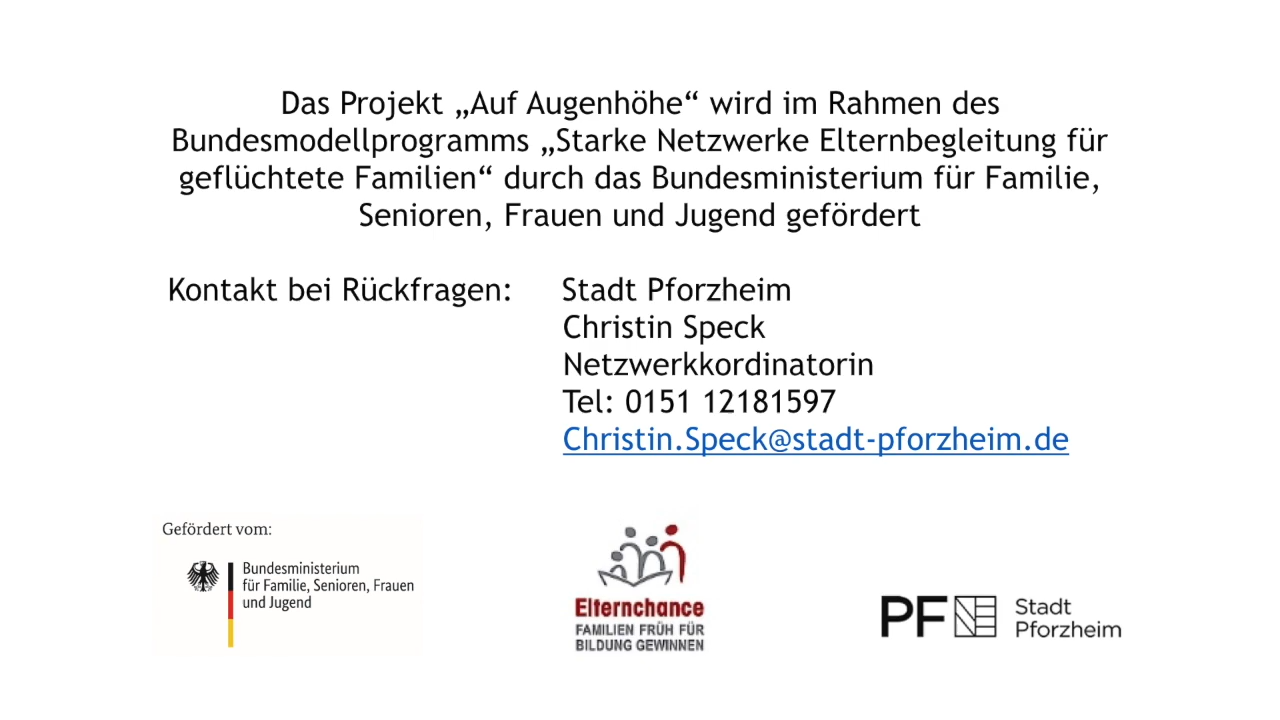 Das Projekt „Auf Augenhöhe“ wird im Rahmen des
Bundesmodellprogramms „Starke Netzwerke Elternbegleitung für
geflüchtete Familien“ durch das Bundesministerium für Familie,
Senioren, Frauen und Jugend gefördert
Kontakt bei Rückfragen: Stadt Pforzheim
Christin Speck
Netzwerkkordinatorin
Tel: 0151 12181597
Christin.Speck@stadt-pforzheim.de
Gefördert vom:
Bundesministerium
für Familie, Senioren, Frauen
und Jugend
Elternchance
FAMILIEN FRÜH FÜR
BILDUNG GEWINNEN
PF Stadt
Pforzheim